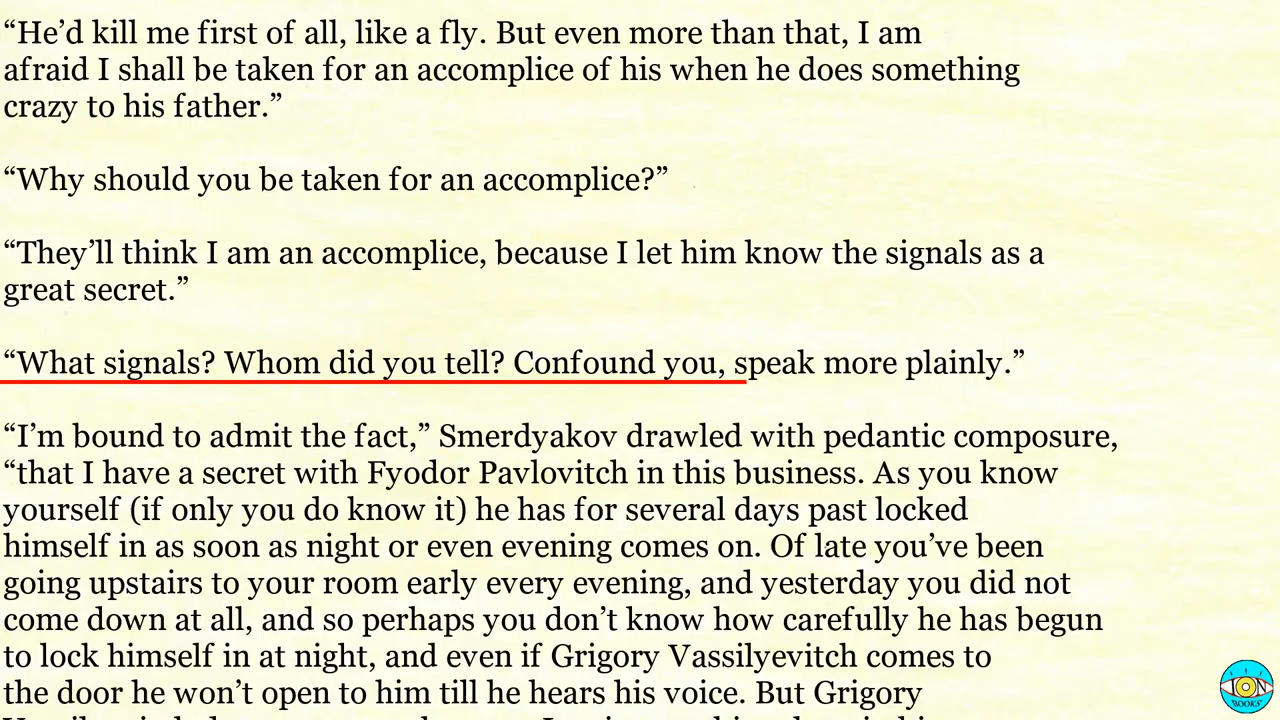 “He’d kill me first of all, like a fly. But even more than that, I am
afraid I shall be taken for an accomplice of his when he does something
crazy to his father.”
“Why should you be taken for an accomplice?”
“They’ll think I am an accomplice, because I let him know the signals as a
great secret.”
“What signals? Whom did you tell? Confound you, speak more plainly.”
“I’m bound to admit the fact,” Smerdyakov drawled with pedantic composure,
“that I have a secret with Fyodor Pavlovitch in this business. As you know
yourself (if only you do know it) he has for several days past locked
himself in as soon as night or even evening comes on. Of late you’ve been
going upstairs to your room early every evening, and yesterday you did not
come down at all, and so perhaps you don’t know how carefully he has begun
to lock himself in at night, and even if Grigory Vassilyevitch comes to
the door he won’t open to him till he hears his voice. But Grigory
ION
BOOKS